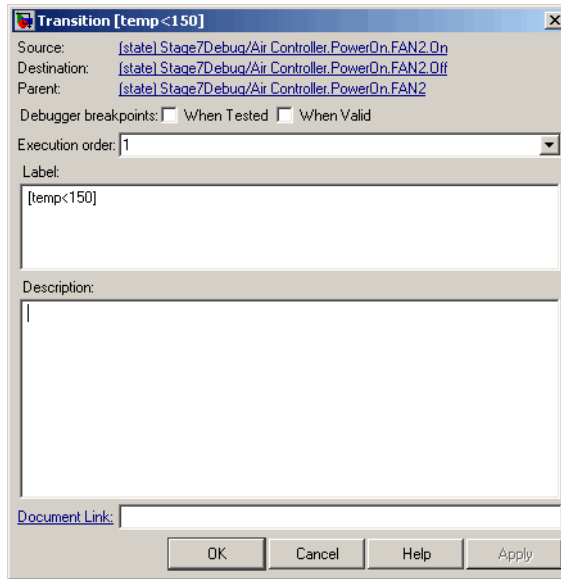 Transition [temp<150]
Source: (state) Stage7Debug/Air Controller.PowerOn.FAN2.On
Destination: (state) Stage7Debug/Air Controller.PowerOn.FAN2.Off
Parent: (state) Stage7Debug/Air Controller.PowerOn.FAN2
Debugger breakpoints: When Tested When Valid
Execution order: 1
Label:
[temp<150]
Description:
Document Link:
OK Cancel Help Apply